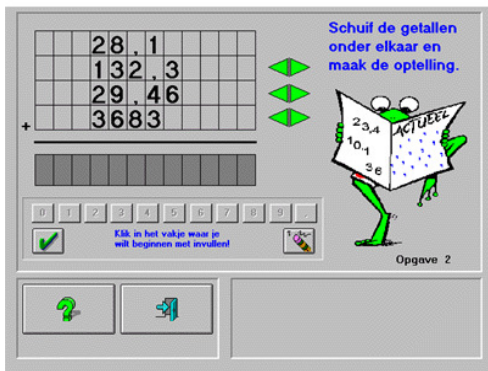 28.1
132.3
29.46
3683
+
Schuif de getallen
onder elkaar en
maak de optelling.
ACTUEEL
23,4
10.1
36
0 1 2 3 4 5 6 7 8 9 .
Klik in het vakje waar je
wilt beginnen met invullen!
Opgave 2